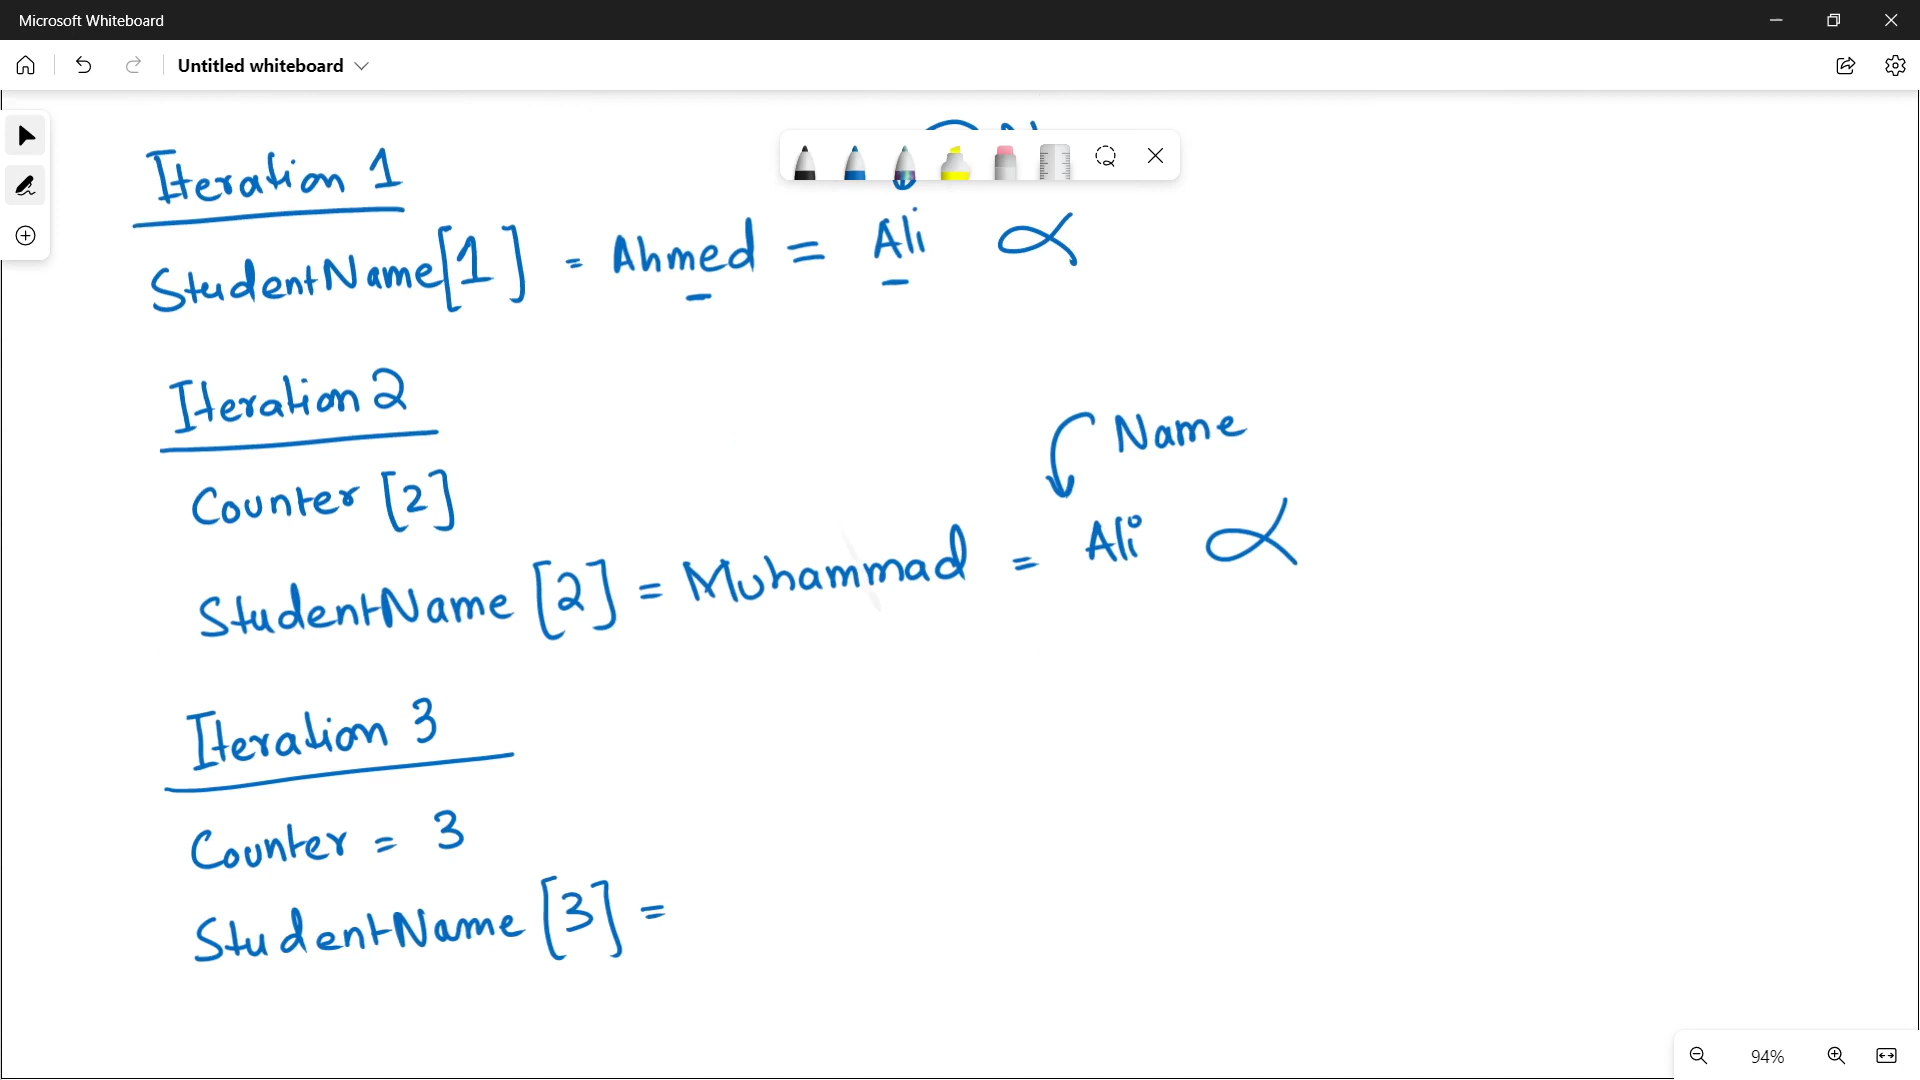 Microsoft Whiteboard
Untitled whiteboard
Iteration 1
StudentName[1] = Ahmed = Ali
Iteration 2
Name
Counter [2]
StudentName [2] = Muhammad = Ali
Iteration 3
Counter = 3
StudentName [3] =
94%